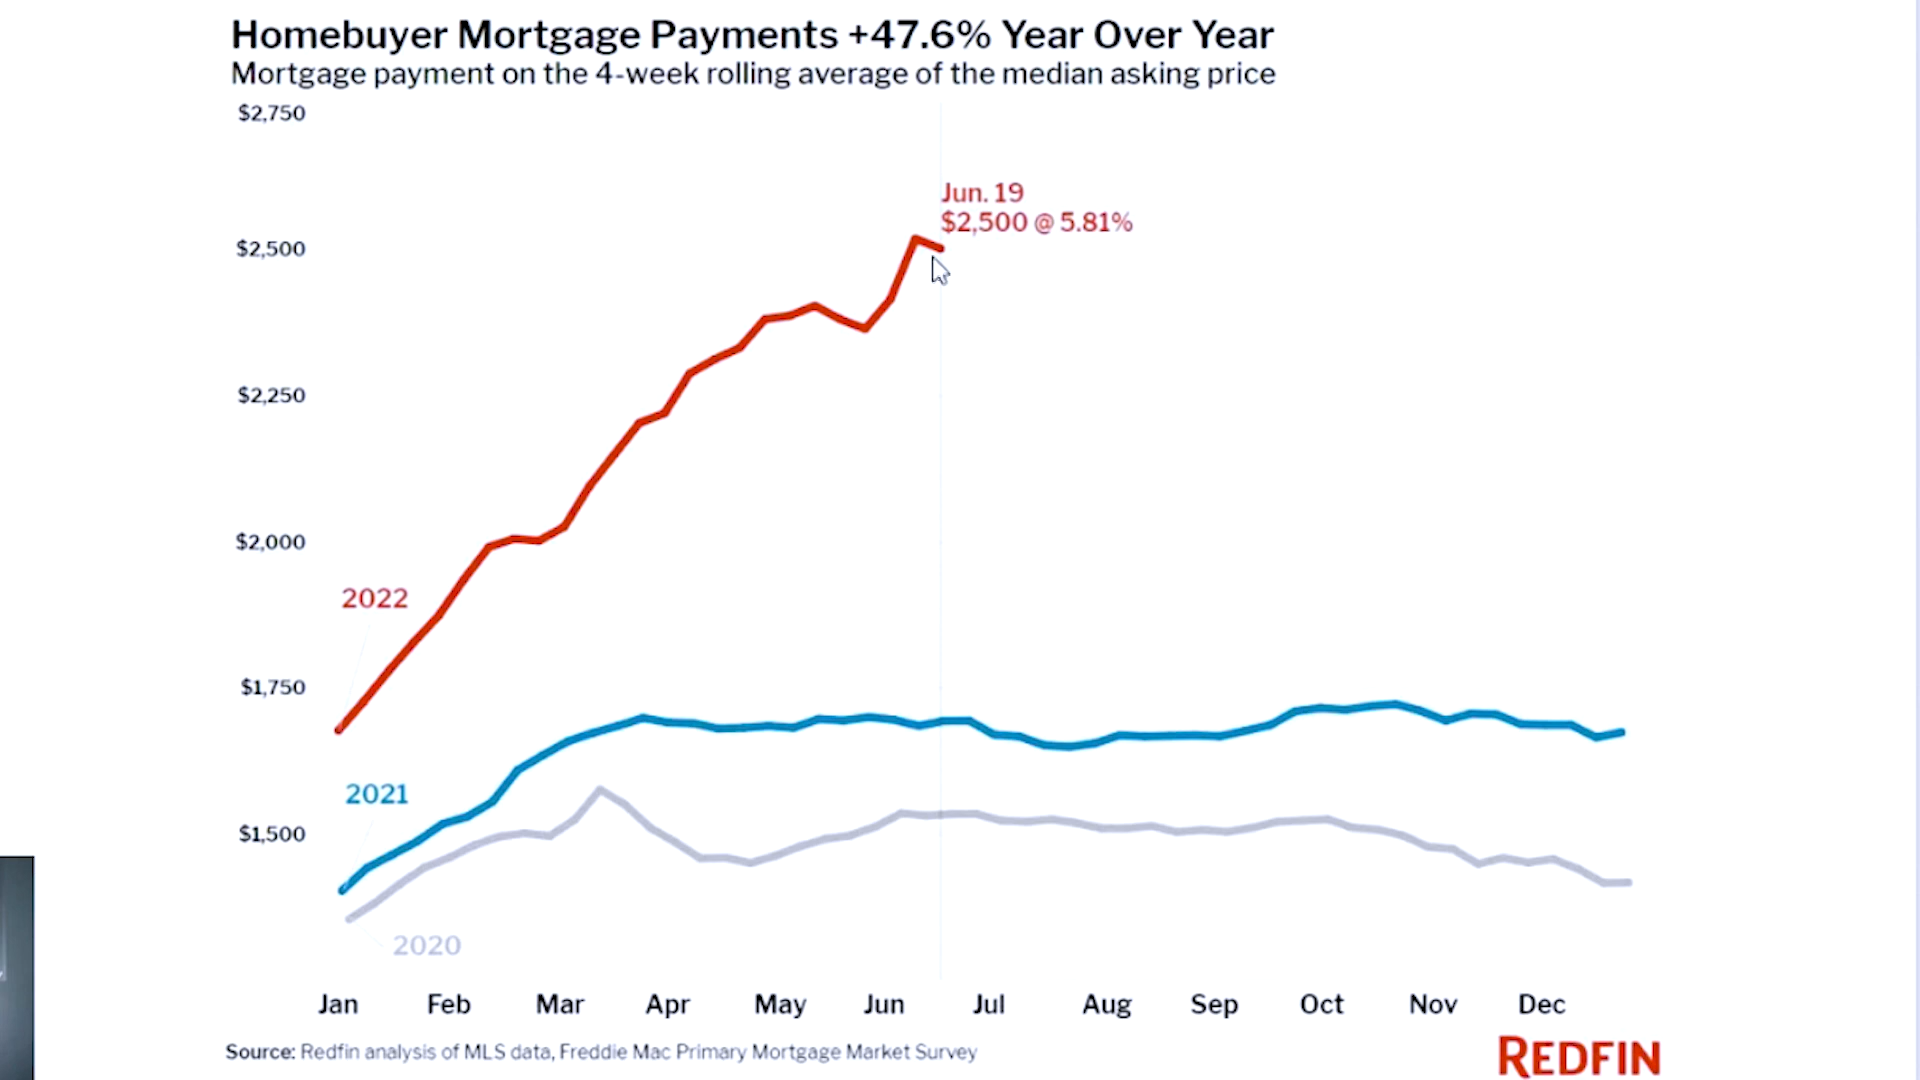 Homebuyer Mortgage Payments +47.6% Year Over Year
Mortgage payment on the 4-week rolling average of the median asking price
$2,750
Jun. 19
$2,500 @ 5.81%
$2,500
$2,250
$2,000
2022
$1,750
2021
$1,500
2020
Jan Feb Mar Apr May Jun Jul Aug Sep Oct Nov Dec
Source: Redfin analysis of MLS data, Freddie Mac Primary Mortgage Market Survey
REDFIN